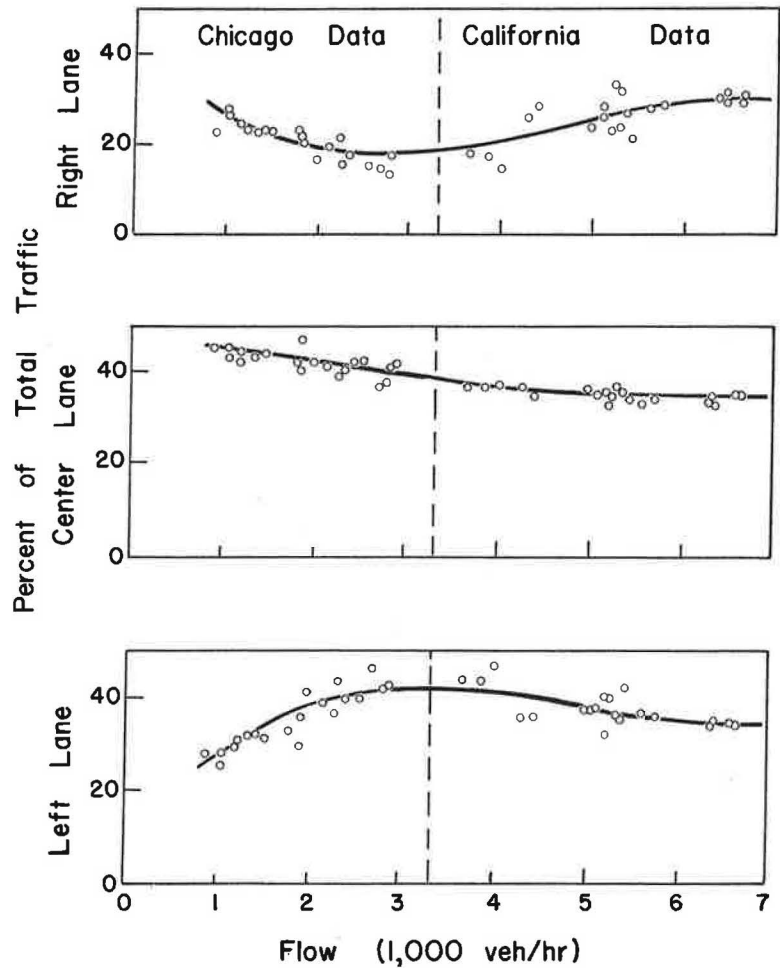 Chicago Data California Data
Percent of Total Traffic
Right Lane
40
20
0
Center Lane
40
20
0
Left Lane
40
20
0
0 1 2 3 4 5 6 7
Flow (1,000 veh/hr)